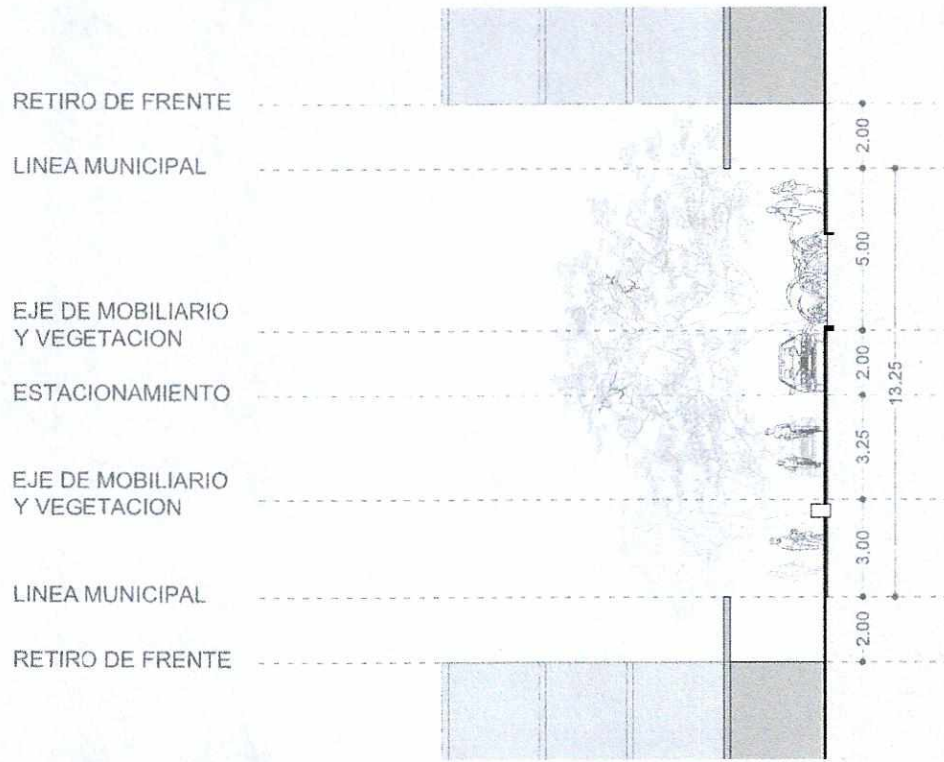 RETIRO DE FRENTE
LINEA MUNICIPAL
EJE DE MOBILIARIO
Y VEGETACION
ESTACIONAMIENTO
EJE DE MOBILIARIO
Y VEGETACION
LINEA MUNICIPAL
RETIRO DE FRENTE
2.00
5.00
2.00
3.25
3.00
2.00
13.25